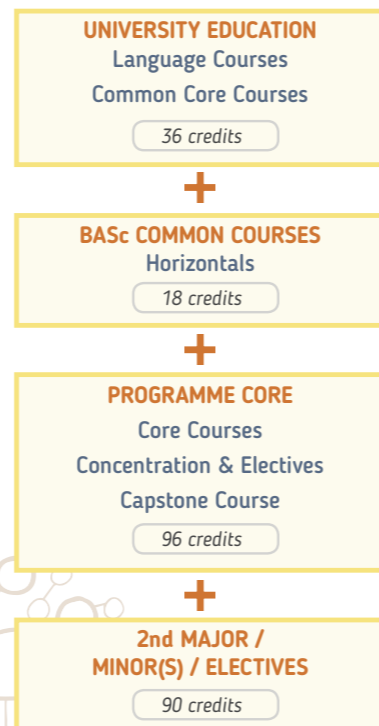 UNIVERSITY EDUCATION
Language Courses
Common Core Courses
36 credits
+
BASc COMMON COURSES
Horizontals
18 credits
+
PROGRAMME CORE
Core Courses
Concentration & Electives
Capstone Course
96 credits
+
2nd MAJOR /
MINOR(S) / ELECTIVES
90 credits